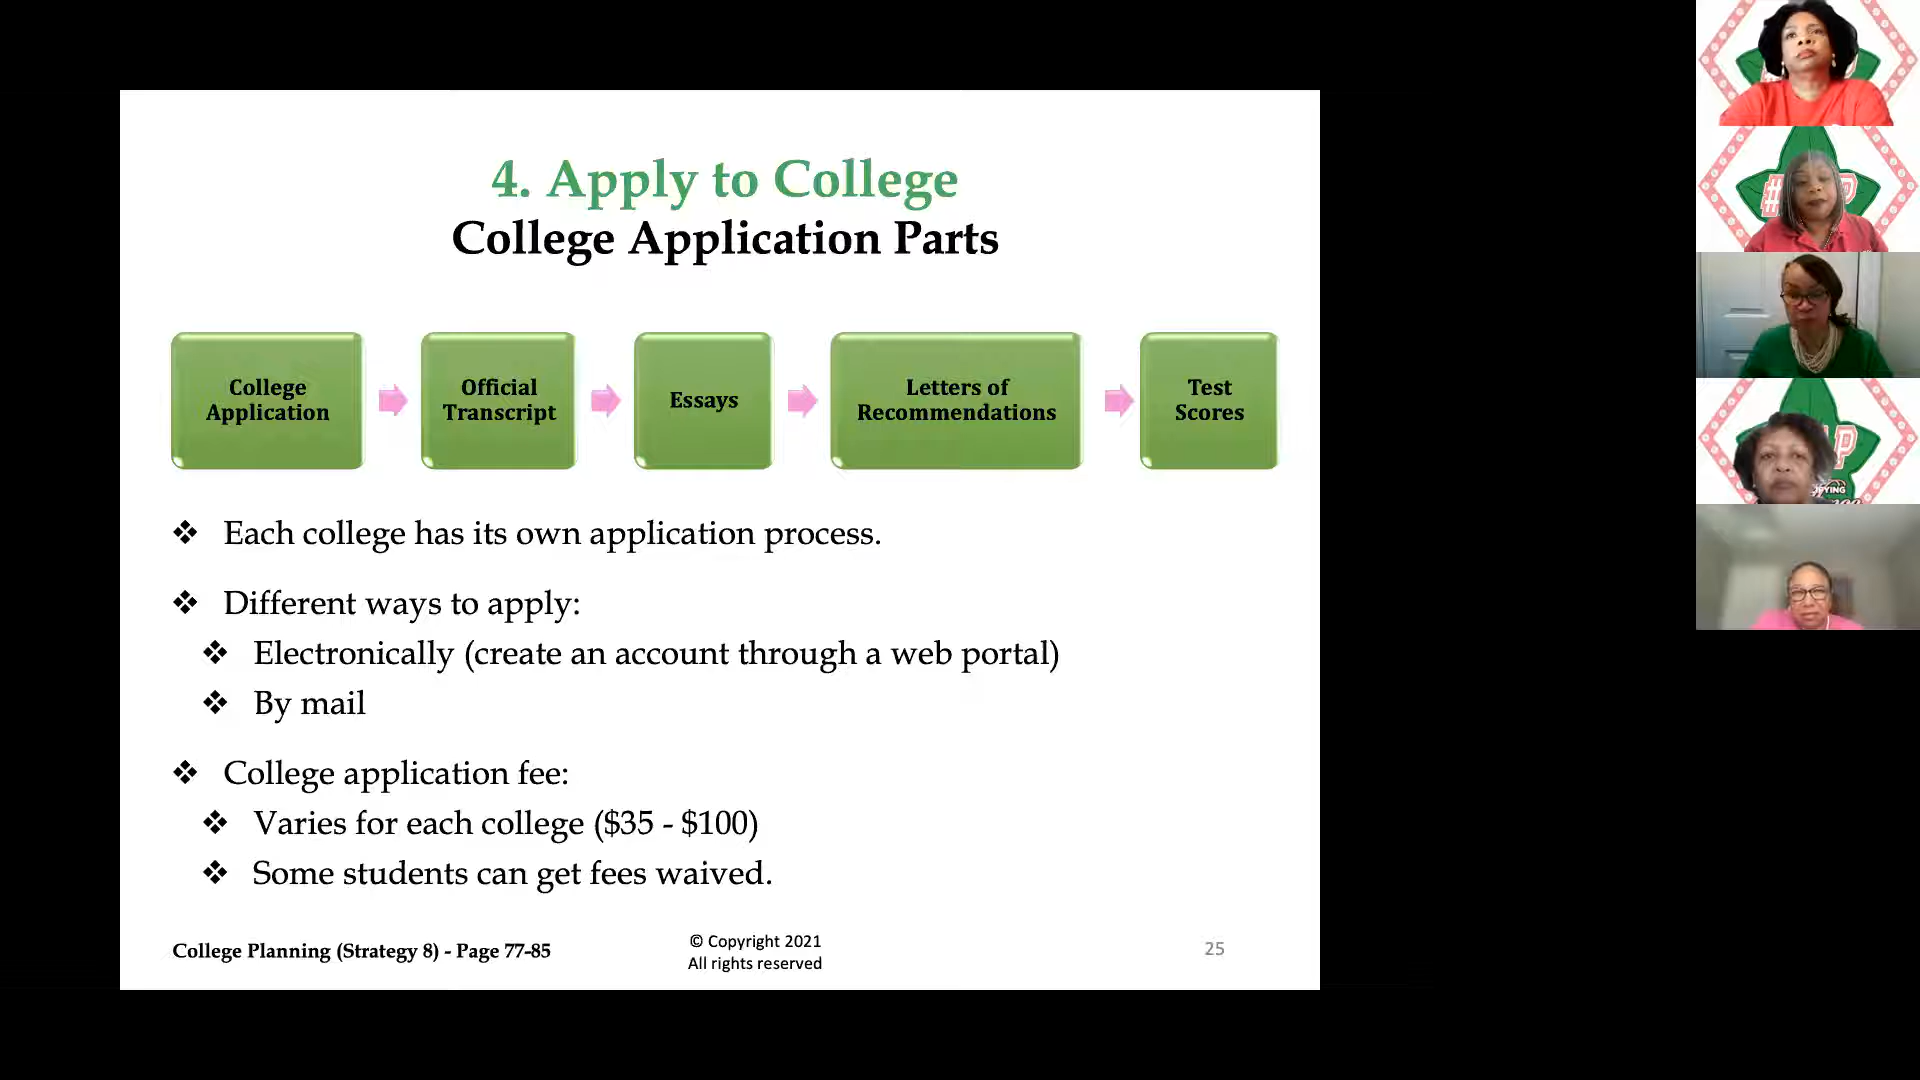 4. Apply to College
College Application Parts
College
Application
Official
Transcript
Essays
Letters of
Recommendations
Test
Scores
❖ Each college has its own application process.
❖ Different ways to apply:
❖ Electronically (create an account through a web portal)
❖ By mail
❖ College application fee:
❖ Varies for each college ($35 - $100)
❖ Some students can get fees waived.
College Planning (Strategy 8) - Page 77-85
© Copyright 2021
All rights reserved
25